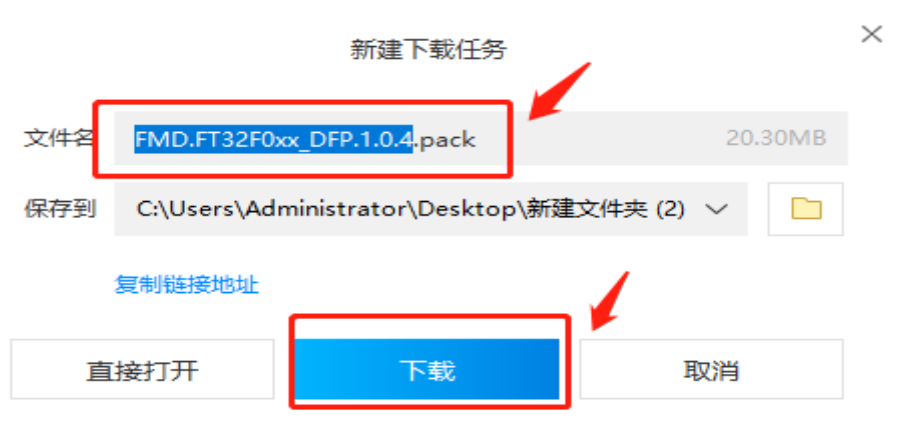 新建下载任务
文件名 FMD.FT32F0xx_DFP.1.0.4.pack 20.30MB
保存到 C:\Users\Administrator\Desktop\新建文件夹 (2)
复制链接地址
直接打开 下载 取消